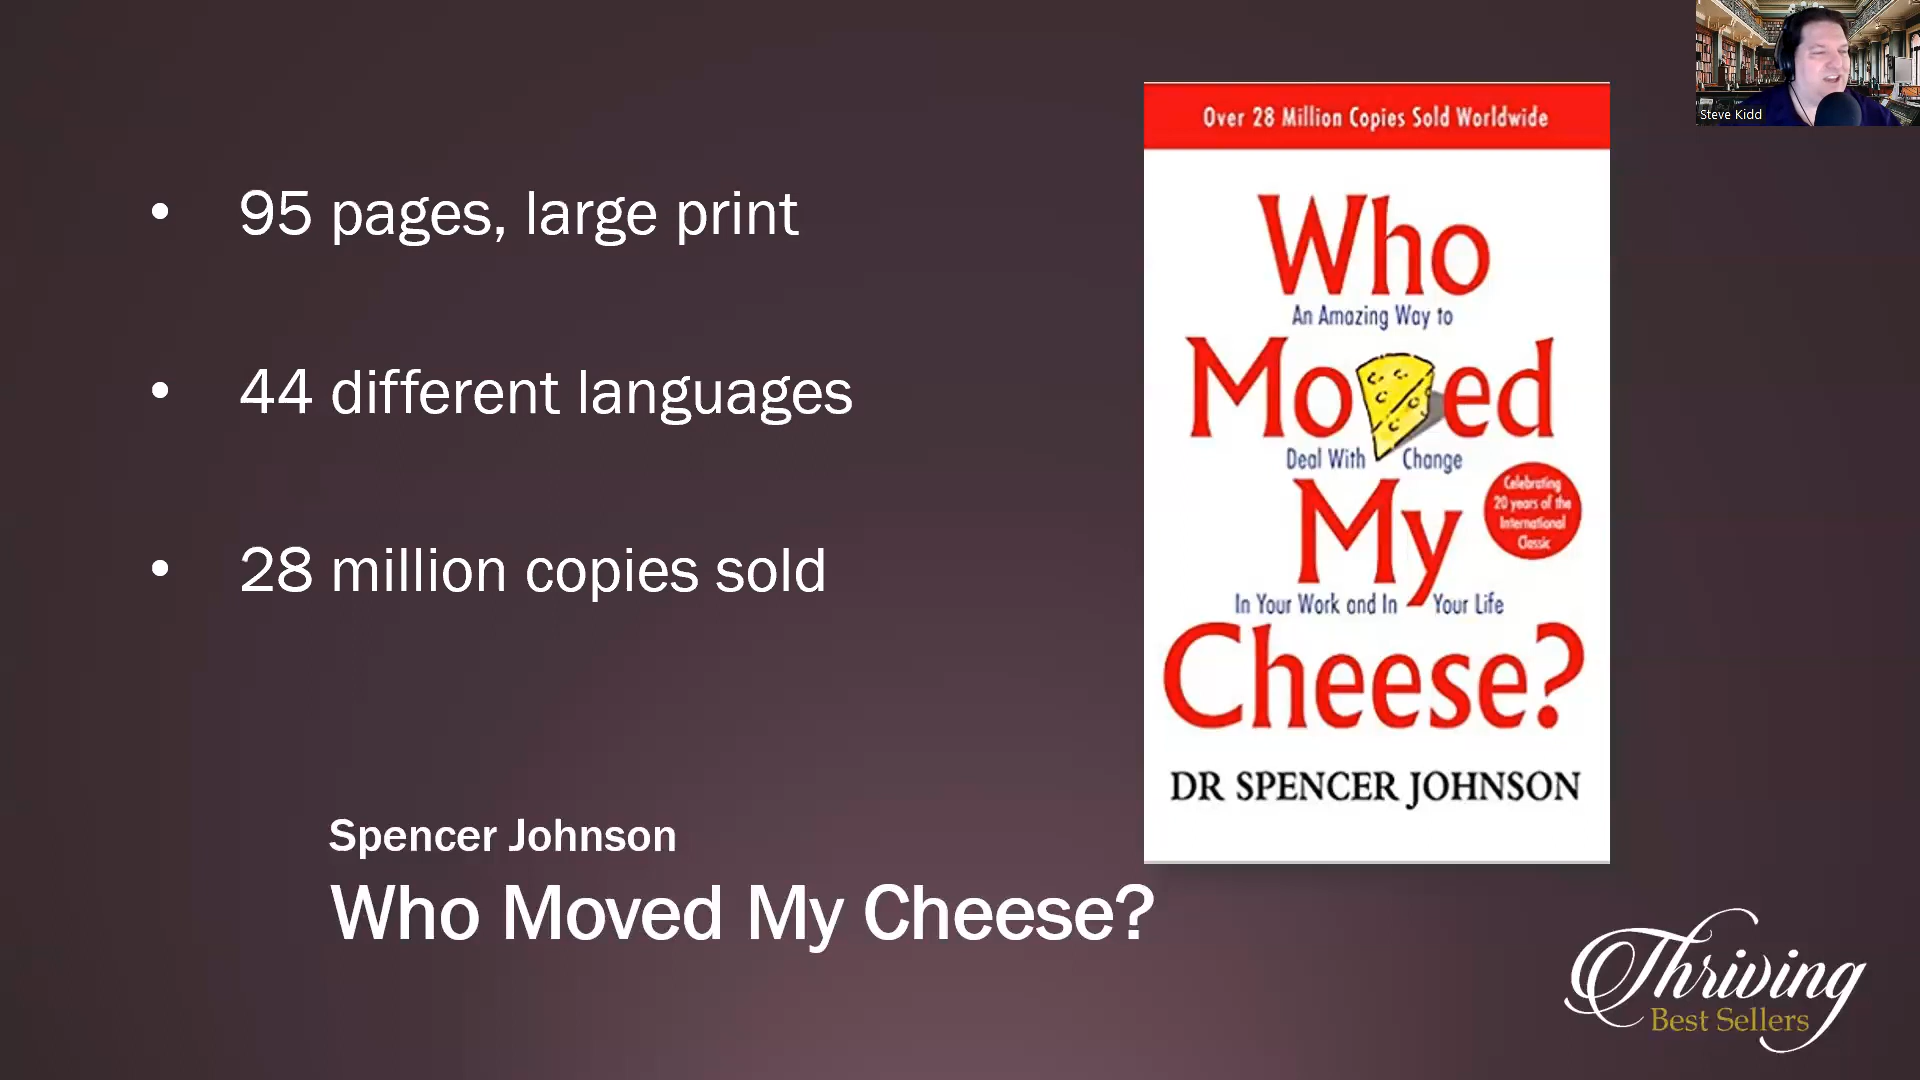 95 pages, large print
44 different languages
28 million copies sold
Spencer Johnson
Who Moved My Cheese?
Over 28 Million Copies Sold Worldwide
Who
An Amazing Way to
Moved
Deal With Change
My
Celebrating
20 years of the
International
Classic
In Your Work and In Your Life
Cheese?
DR SPENCER JOHNSON
Steve Kidd
Thriving
Best Sellers